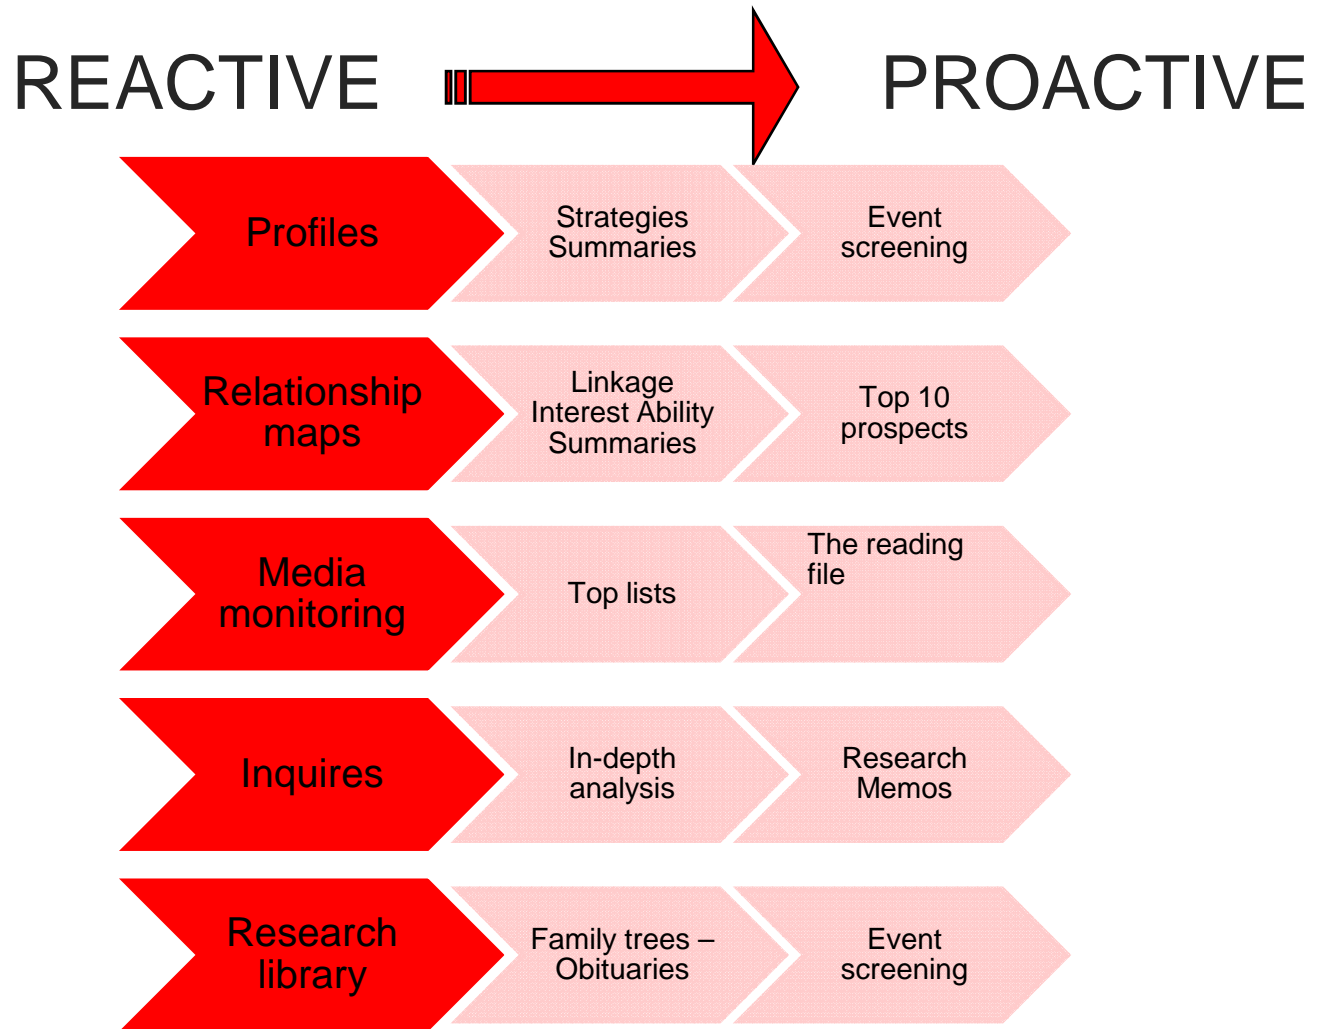 REACTIVE
PROACTIVE
Profiles
Strategies
Summaries
Event
screening
Relationship
maps
Linkage
Interest Ability
Summaries
Top 10
prospects
Media
monitoring
Top lists
The reading
file
Inquires
In-depth
analysis
Research
Memos
Research
library
Family trees –
Obituaries
Event
screening